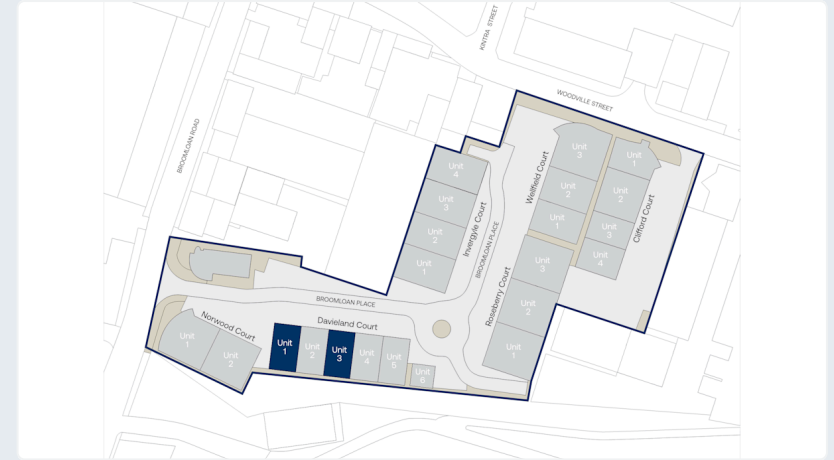 KINTRA STREET
WOODVILLE STREET
BROOMLOAN ROAD
Unit
4
Unit
3
Unit
2
Unit
1
Invergyle Court
BROOMLOAN PLACE
Wellfield Court
Unit
3
Unit
2
Unit
1
Unit
1
Unit
2
Unit
3
Unit
4
Clifford Court
Roseberry Court
Unit
3
Unit
2
Unit
1
BROOMLOAN PLACE
Norwood Court
Unit
1
Unit
2
Davieland Court
Unit
1
Unit
2
Unit
3
Unit
4
Unit
5
Unit
6